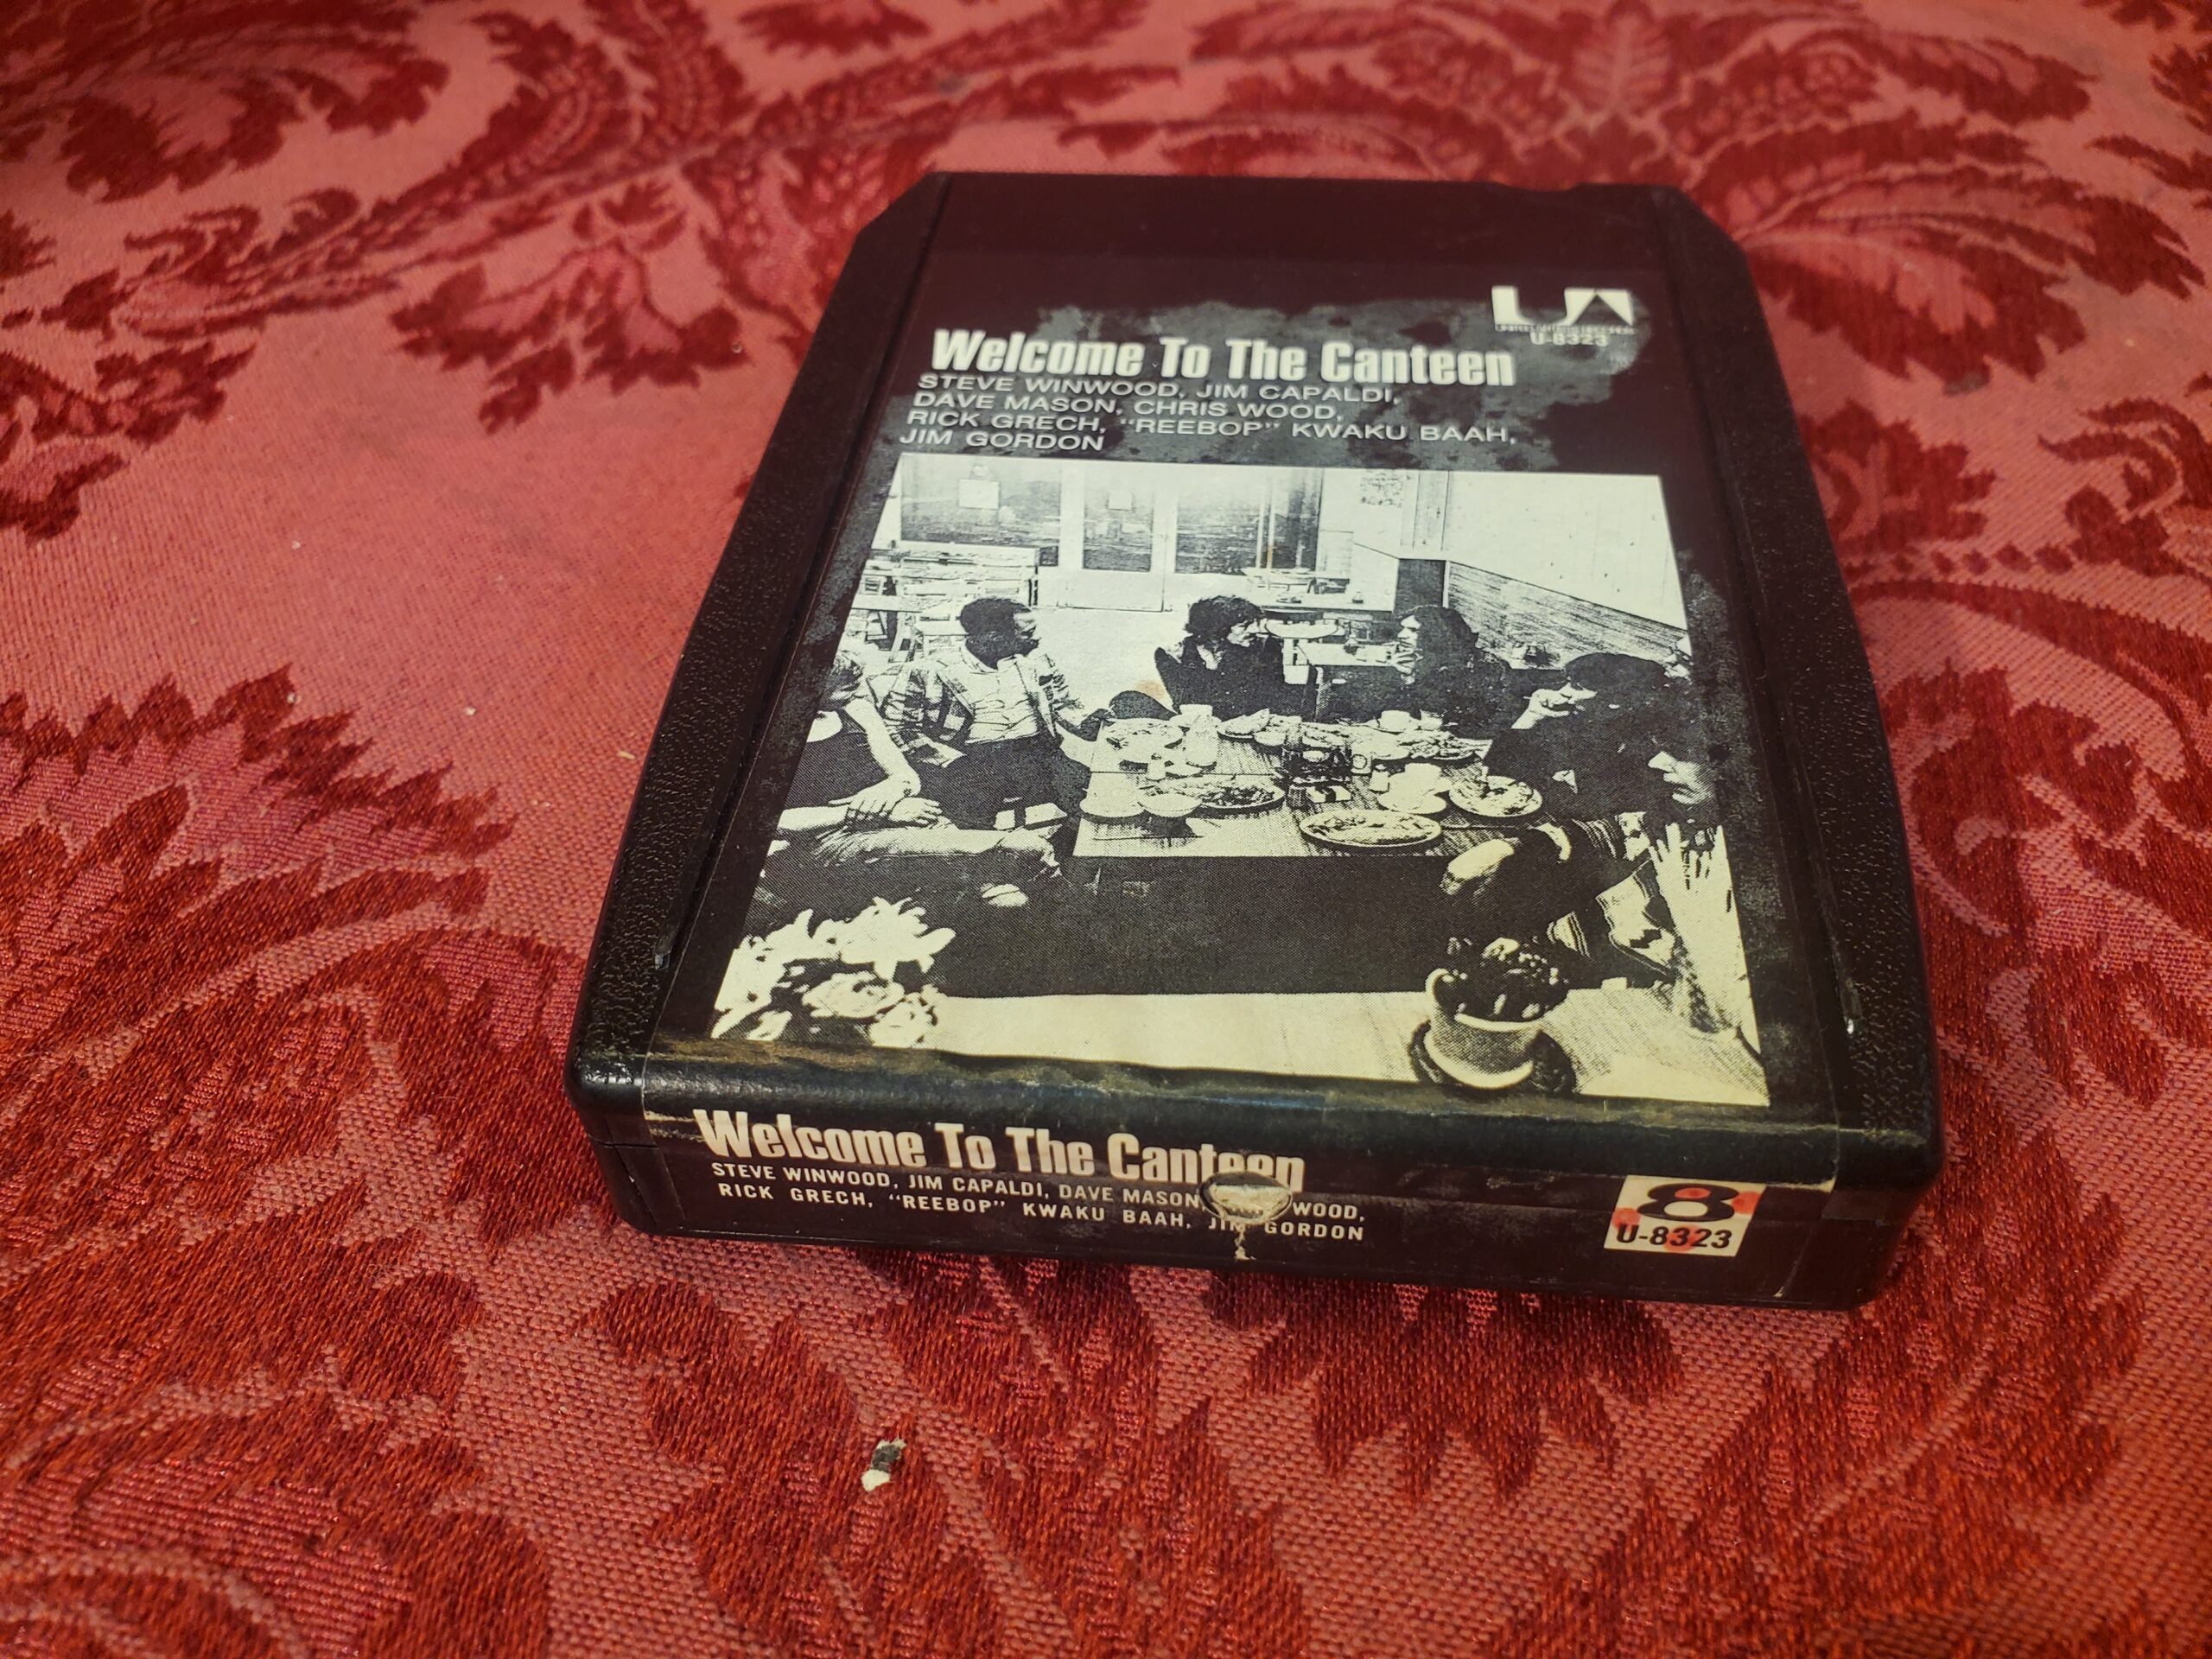 UA
UNITED ARTISTS RECORDS
U-8323
Welcome To The Canteen
STEVE WINWOOD, JIM CAPALDI,
DAVE MASON, CHRIS WOOD,
RICK GRECH, "REEBOP" KWAKU BAAH,
JIM GORDON
Welcome To The Canteen
STEVE WINWOOD, JIM CAPALDI, DAVE MASON, WOOD,
RICK GRECH, "REEBOP" KWAKU BAAH, JIM GORDON
8
U-8323